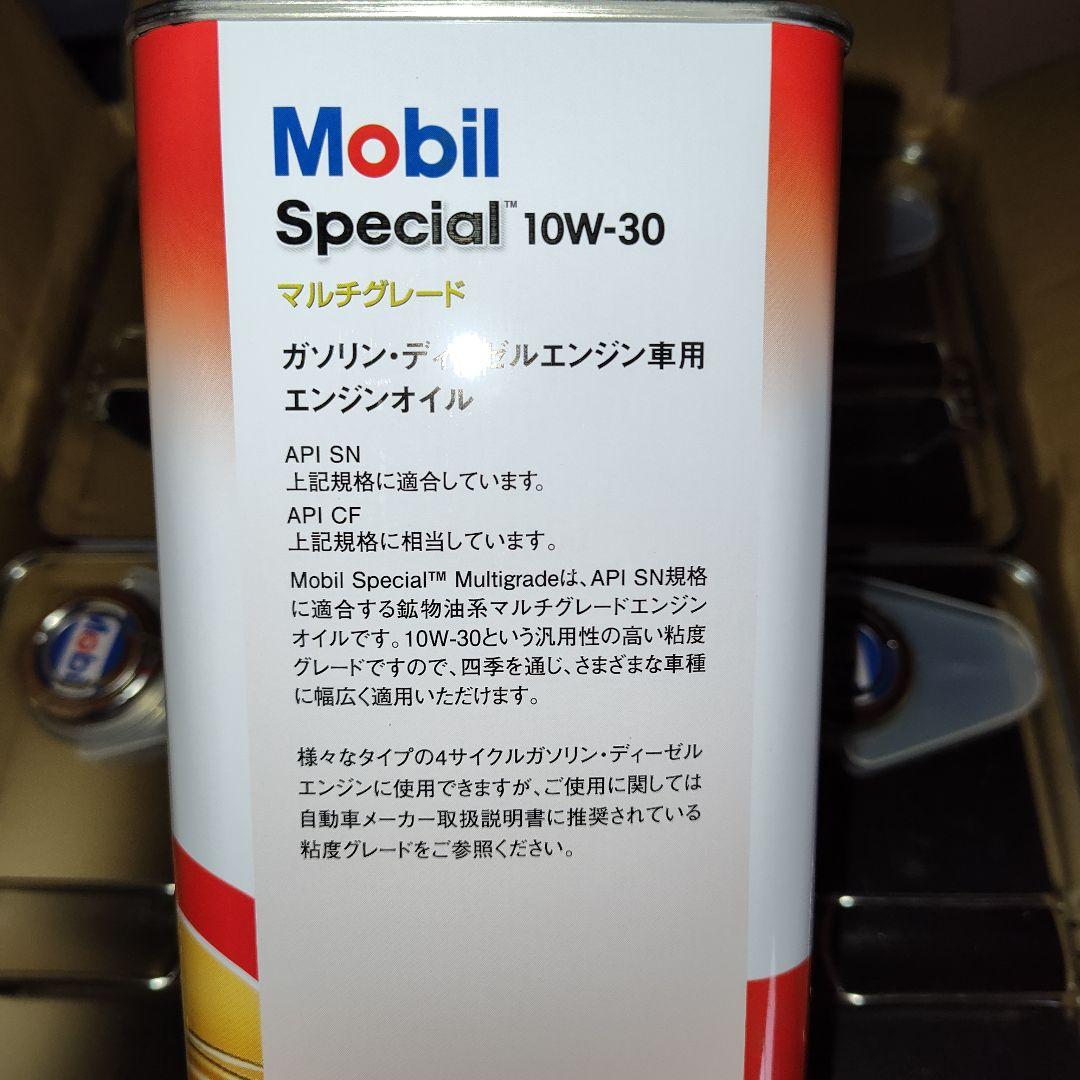 Mobil
Special™ 10W-30
マルチグレード
ガソリン・ディーゼルエンジン車用
エンジンオイル
API SN
上記規格に適合しています。
API CF
上記規格に相当しています。
Mobil Special™ Multigradeは、API SN規格
に適合する鉱物油系マルチグレードエンジン
オイルです。10W-30という汎用性の高い粘度
グレードですので、四季を通じ、さまざまな車種
に幅広く適用いただけます。
様々なタイプの4サイクルガソリン・ディーゼル
エンジンに使用できますが、ご使用に関しては
自動車メーカー取扱説明書に推奨されている
粘度グレードをご参照ください。
Mobil